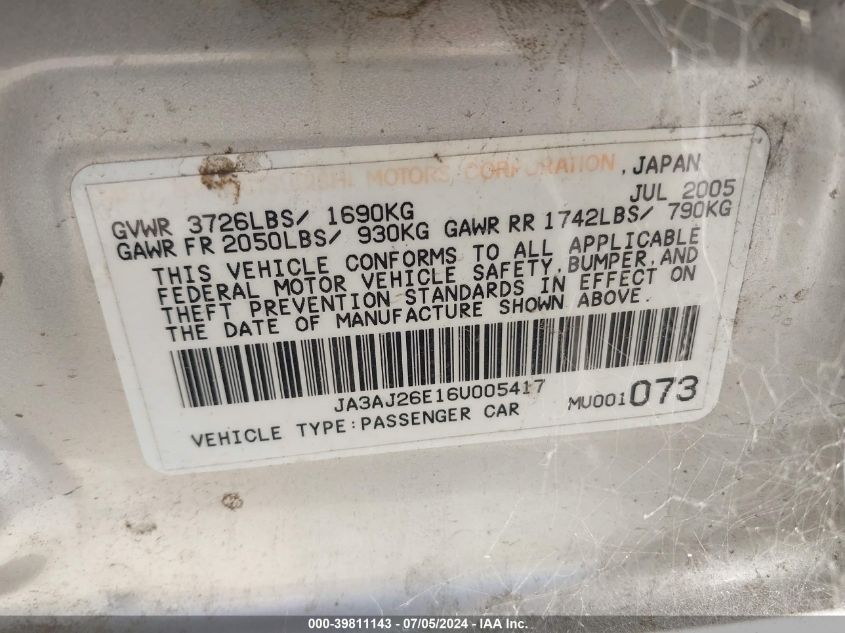 MITSUBISHI MOTORS CORPORATION, JAPAN
JUL 2005
GVWR 3726LBS/ 1690KG
GAWR FR 2050LBS/ 930KG GAWR RR 1742LBS/ 790KG
THIS VEHICLE CONFORMS TO ALL APPLICABLE
FEDERAL MOTOR VEHICLE SAFETY, BUMPER, AND
THEFT PREVENTION STANDARDS IN EFFECT ON
THE DATE OF MANUFACTURE SHOWN ABOVE.
JA3AJ26E16U005417
VEHICLE TYPE:PASSENGER CAR
MU001073
000-39811143 - 07/05/2024 - IAA Inc.